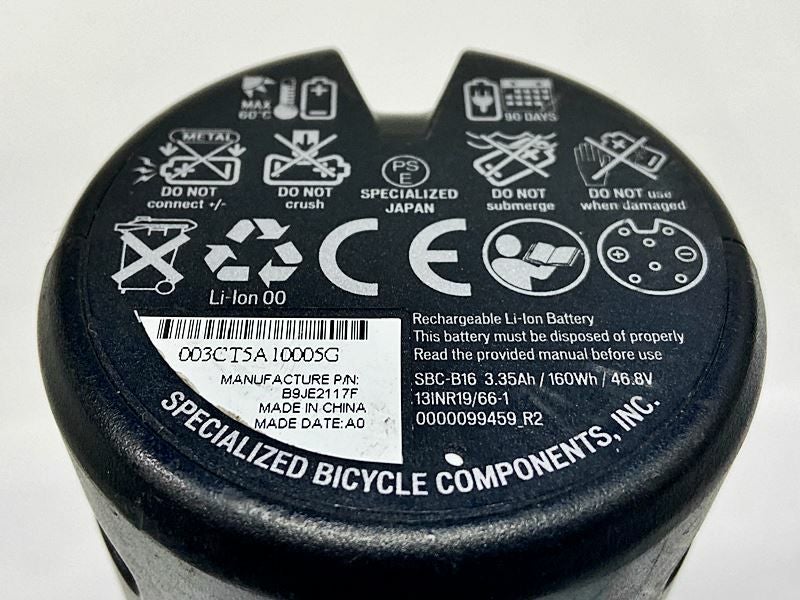 MAX
60°C
90 DAYS
METAL
DO NOT
connect +/-
DO NOT
crush
PS
E
SPECIALIZED
JAPAN
DO NOT
submerge
DO NOT use
when damaged
Li-Ion 00
CE
003CT5A10005G
MANUFACTURE P/N:
B9JE2117F
MADE IN CHINA
MADE DATE:A0
Rechargeable Li-Ion Battery
This battery must be disposed of properly
Read the provided manual before use
SBC-B16 3.35Ah / 160Wh / 46.8V
13INR19/66-1
0000099459_R2
SPECIALIZED BICYCLE COMPONENTS, INC.